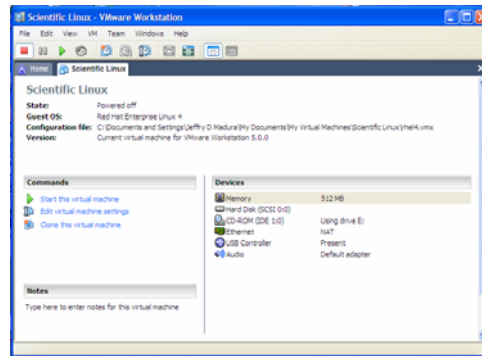 Scientific Linux - VMware Workstation
File Edit View VM Team Windows Help
Home Scientific Linux
Scientific Linux
State: Powered off
Guest OS: Red Hat Enterprise Linux 4
Configuration file: C:\Documents and Settings\Jeffry D Madura\My Documents\My Virtual Machines\Scientific Linux\rhel4.vmx
Version: Current virtual machine for VMware Workstation 5.0.0
Commands
Start this virtual machine
Edit virtual machine settings
Clone this virtual machine
Devices
Memory 512 MB
Hard Disk (SCSI 0:0)
CD-ROM (IDE 1:0) Using drive E:
Ethernet NAT
USB Controller Present
Audio Default adapter
Notes
Type here to enter notes for this virtual machine